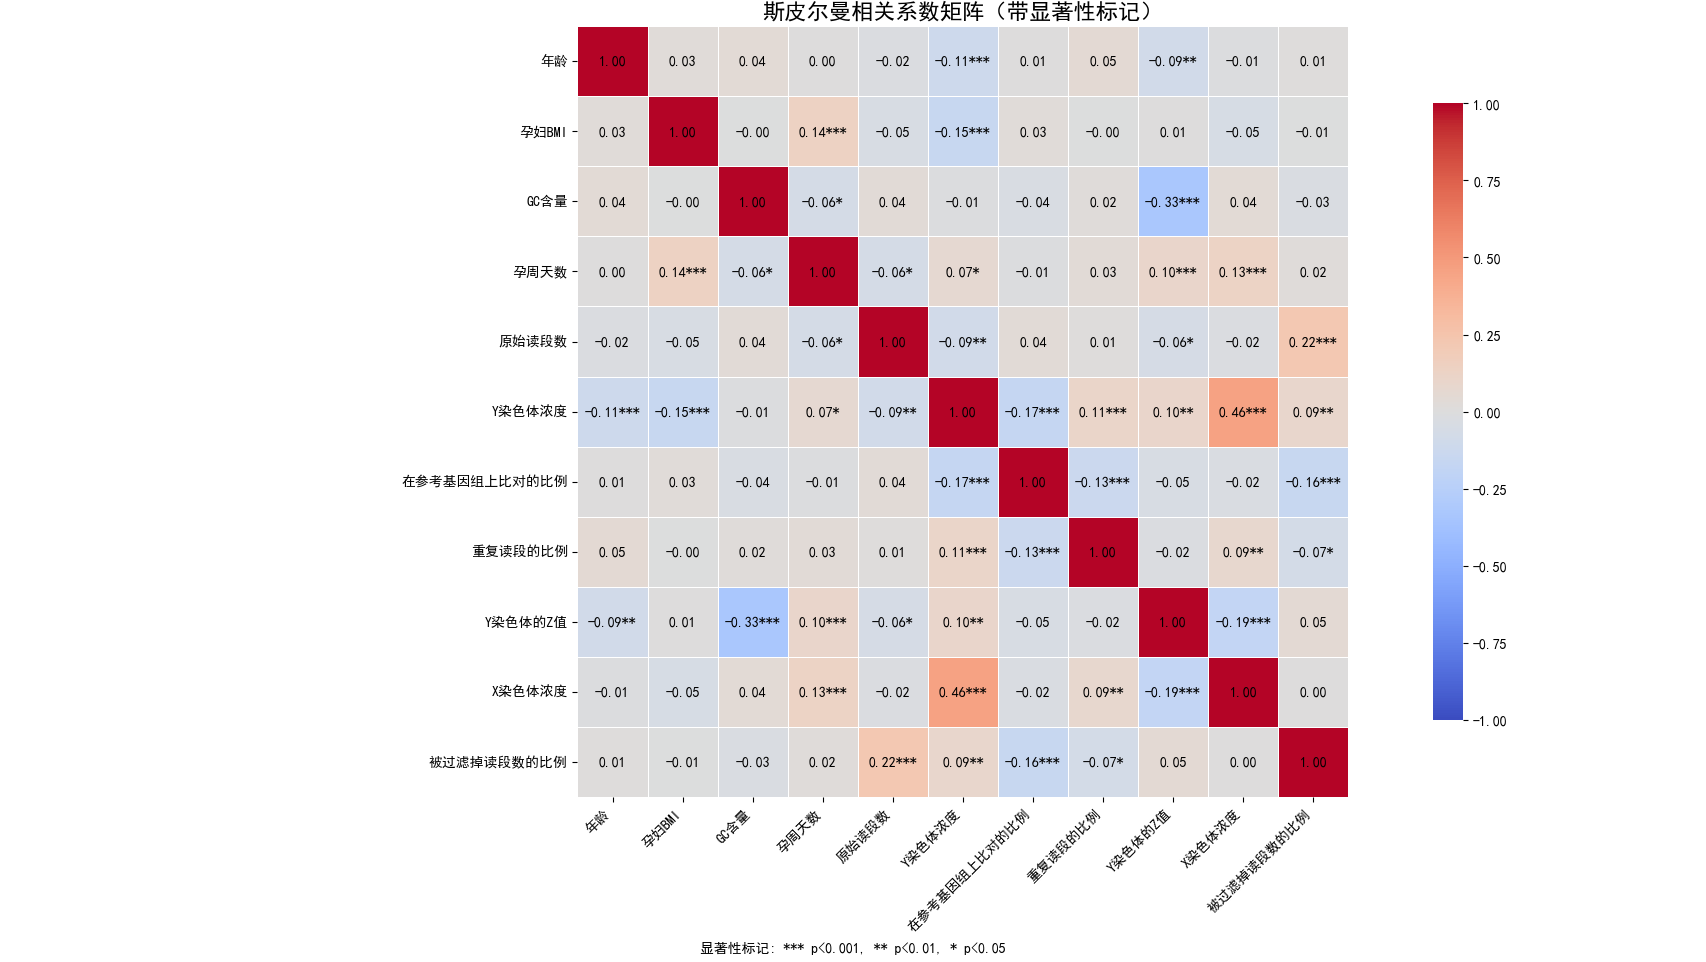 斯皮尔曼相关系数矩阵（带显著性标记）
年龄 1.00 0.03 0.04 0.00 -0.02 -0.11*** 0.01 0.05 -0.09** -0.01 0.01
孕妇BMI 0.03 1.00 -0.00 0.14*** -0.05 -0.15*** 0.03 -0.00 0.01 -0.05 -0.01
GC含量 0.04 -0.00 1.00 -0.06* 0.04 -0.01 -0.04 0.02 -0.33*** 0.04 -0.03
孕周天数 0.00 0.14*** -0.06* 1.00 -0.06* 0.07* -0.01 0.03 0.10*** 0.13*** 0.02
原始读段数 -0.02 -0.05 0.04 -0.06* 1.00 -0.09** 0.04 0.01 -0.06* -0.02 0.22***
Y染色体浓度 -0.11*** -0.15*** -0.01 0.07* -0.09** 1.00 -0.17*** 0.11*** 0.10** 0.46*** 0.09**
在参考基因组上比对的比例 0.01 0.03 -0.04 -0.01 0.04 -0.17*** 1.00 -0.13*** -0.05 -0.02 -0.16***
重复读段的比例 0.05 -0.00 0.02 0.03 0.01 0.11*** -0.13*** 1.00 -0.02 0.09** -0.07*
Y染色体的Z值 -0.09** 0.01 -0.33*** 0.10*** -0.06* 0.10** -0.05 -0.02 1.00 -0.19*** 0.05
X染色体浓度 -0.01 -0.05 0.04 0.13*** -0.02 0.46*** -0.02 0.09** -0.19*** 1.00 0.00
被过滤掉读段数的比例 0.01 -0.01 -0.03 0.02 0.22*** 0.09** -0.16*** -0.07* 0.05 0.00 1.00
年龄
孕妇BMI
GC含量
孕周天数
原始读段数
Y染色体浓度
在参考基因组上比对的比例
重复读段的比例
Y染色体的Z值
X染色体浓度
被过滤掉读段数的比例
1.00
0.75
0.50
0.25
0.00
-0.25
-0.50
-0.75
-1.00
显著性标记: *** p<0.001, ** p<0.01, * p<0.05